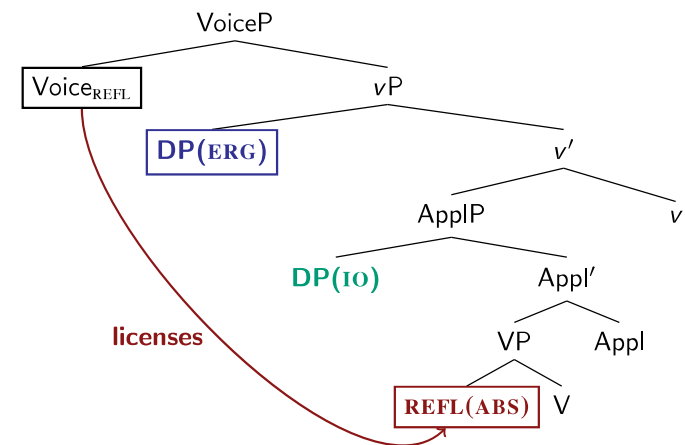 VoiceP
Voice_REFL vP
DP(ERG) v′
ApplP v
DP(IO) Appl′
licenses VP Appl
REFL(ABS) V